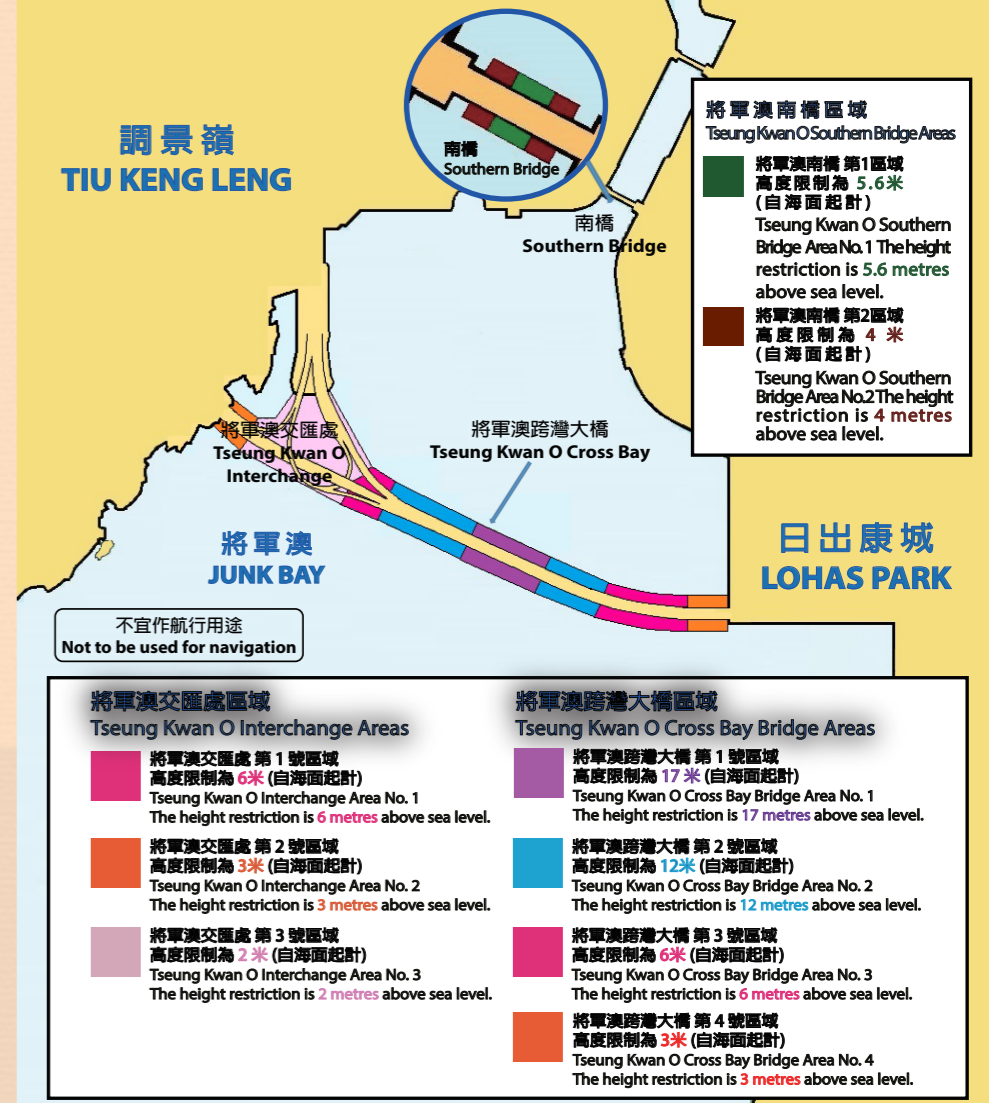 調景嶺
TIU KENG LENG
南橋
Southern Bridge
南橋
Southern Bridge
將軍澳南橋區域
Tseung Kwan O Southern Bridge Areas
將軍澳南橋 第1區域
高度限制為 5.6米
(自海面起計)
Tseung Kwan O Southern
Bridge Area No. 1 The height
restriction is 5.6 metres
above sea level.
將軍澳南橋 第2區域
高度限制為 4 米
(自海面起計)
Tseung Kwan O Southern
Bridge Area No.2 The height
restriction is 4 metres
above sea level.
將軍澳交匯處
Tseung Kwan O
Interchange
將軍澳跨灣大橋
Tseung Kwan O Cross Bay
將軍澳
JUNK BAY
日出康城
LOHAS PARK
不宜作航行用途
Not to be used for navigation
將軍澳交匯處區域
Tseung Kwan O Interchange Areas
將軍澳交匯處 第 1 號區域
高度限制為 6米 (自海面起計)
Tseung Kwan O Interchange Area No. 1
The height restriction is 6 metres above sea level.
將軍澳交匯處 第 2 號區域
高度限制為 3米 (自海面起計)
Tseung Kwan O Interchange Area No. 2
The height restriction is 3 metres above sea level.
將軍澳交匯處 第 3 號區域
高度限制為 2 米 (自海面起計)
Tseung Kwan O Interchange Area No. 3
The height restriction is 2 metres above sea level.
將軍澳跨灣大橋區域
Tseung Kwan O Cross Bay Bridge Areas
將軍澳跨灣大橋 第 1 號區域
高度限制為 17 米 (自海面起計)
Tseung Kwan O Cross Bay Bridge Area No. 1
The height restriction is 17 metres above sea level.
將軍澳跨灣大橋 第 2 號區域
高度限制為 12米 (自海面起計)
Tseung Kwan O Cross Bay Bridge Area No. 2
The height restriction is 12 metres above sea level.
將軍澳跨灣大橋 第 3 號區域
高度限制為 6米 (自海面起計)
Tseung Kwan O Cross Bay Bridge Area No. 3
The height restriction is 6 metres above sea level.
將軍澳跨灣大橋 第 4 號區域
高度限制為 3米 (自海面起計)
Tseung Kwan O Cross Bay Bridge Area No. 4
The height restriction is 3 metres above sea level.